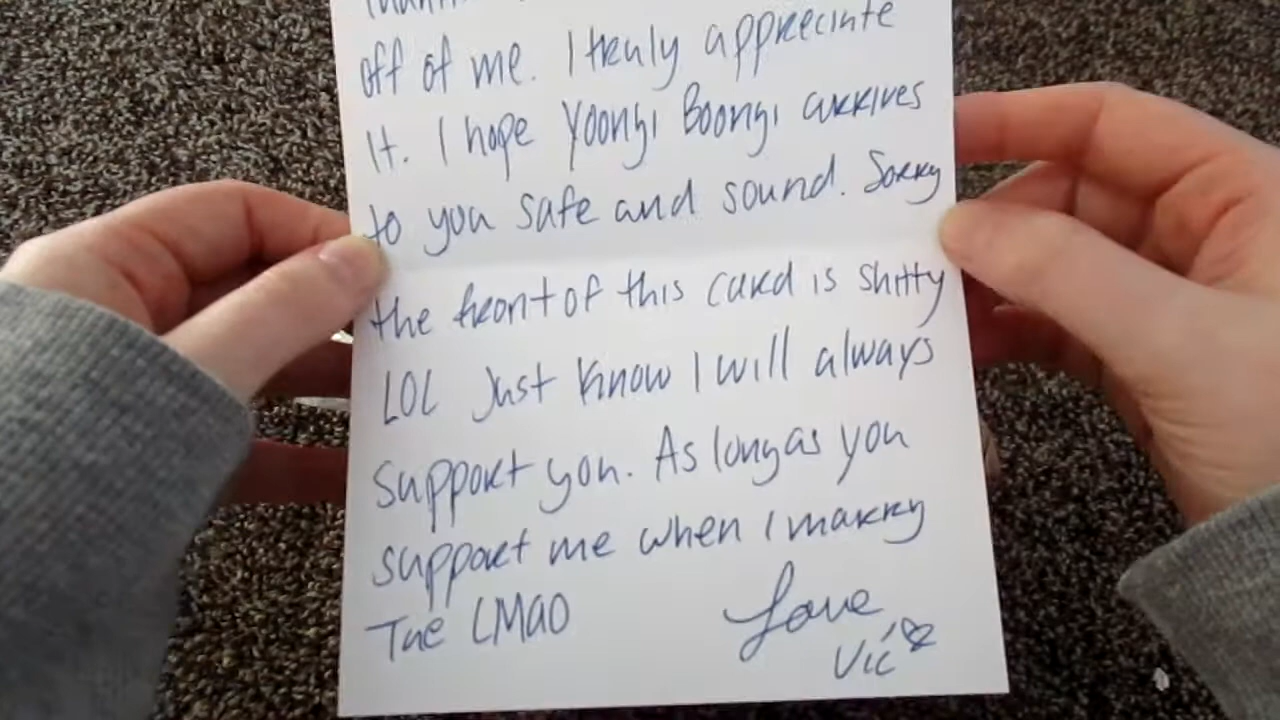 off of me. I truly appreciate
It. I hope Yoongi Boongi arrives
to you safe and sound. Sorry
the front of this card is shitty
LOL Just Know I will always
support you. As long as you
support me when I marry
Tae LMAO
Love
Vic